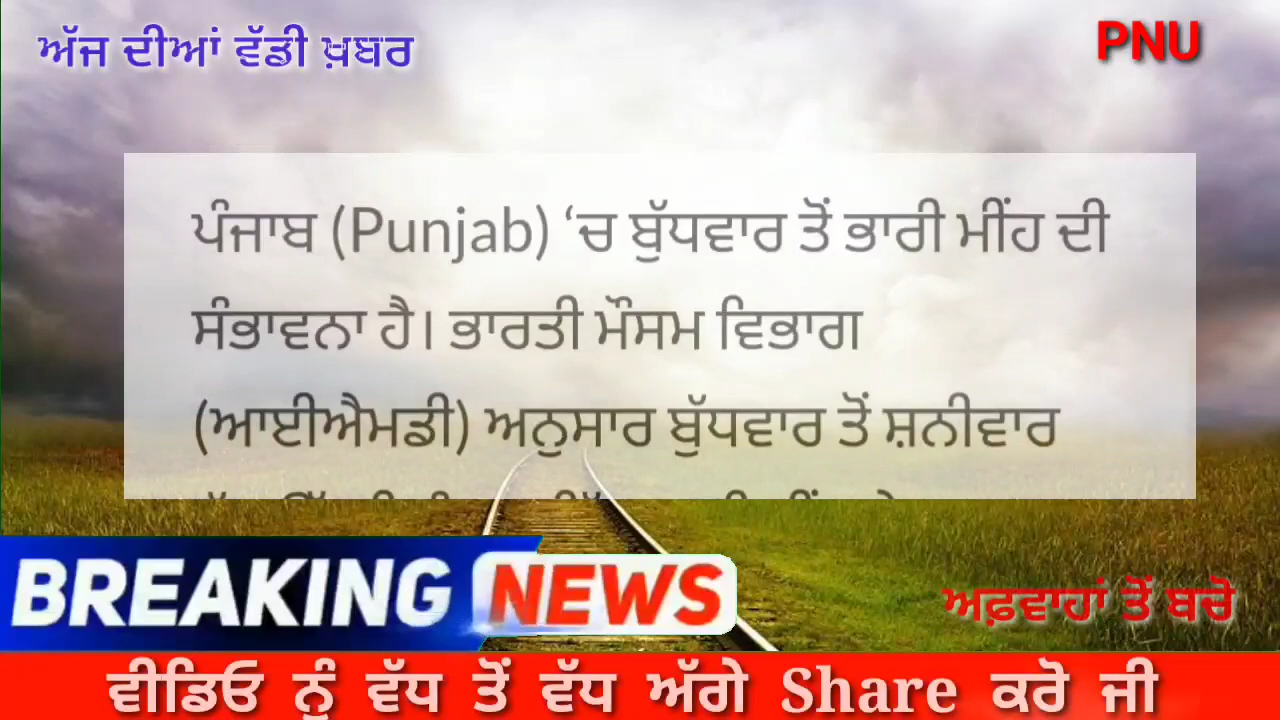 ਅੱਜ ਦੀਆਂ ਵੱਡੀ ਖ਼ਬਰ
PNU
ਪੰਜਾਬ (Punjab) ‘ਚ ਬੁੱਧਵਾਰ ਤੋਂ ਭਾਰੀ ਮੀਂਹ ਦੀ
ਸੰਭਾਵਨਾ ਹੈ। ਭਾਰਤੀ ਮੌਸਮ ਵਿਭਾਗ
(ਆਈਐਮਡੀ) ਅਨੁਸਾਰ ਬੁੱਧਵਾਰ ਤੋਂ ਸ਼ਨੀਵਾਰ
BREAKING NEWS
ਅਫ਼ਵਾਹਾਂ ਤੋਂ ਬਚੋ
ਵੀਡਿਓ ਨੂੰ ਵੱਧ ਤੋਂ ਵੱਧ ਅੱਗੇ Share ਕਰੋ ਜੀ